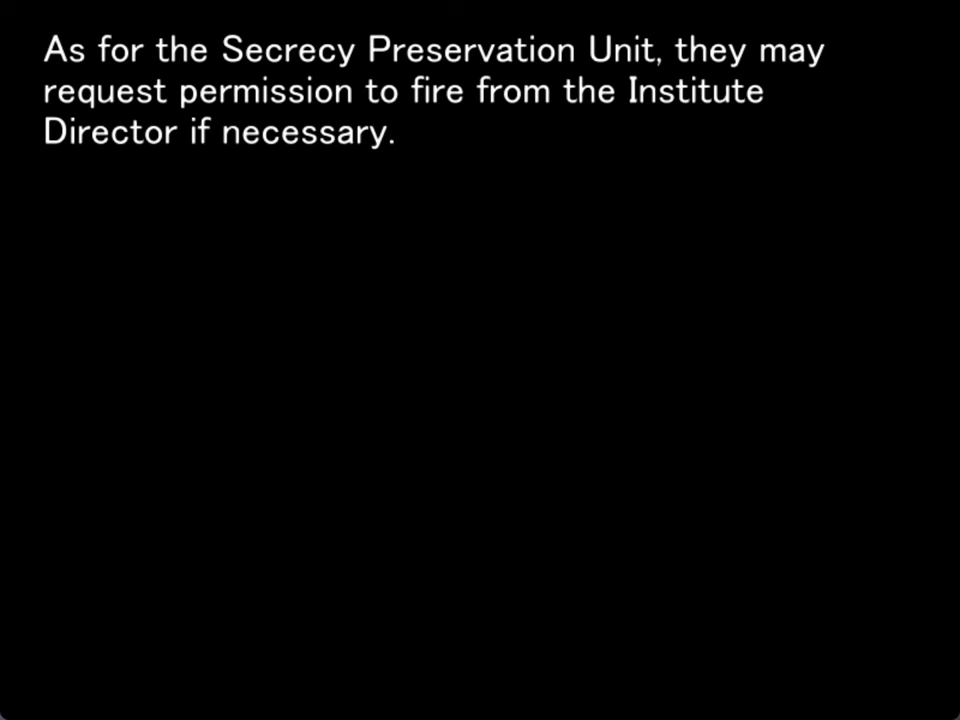 As for the Secrecy Preservation Unit, they may
request permission to fire from the Institute
Director if necessary.